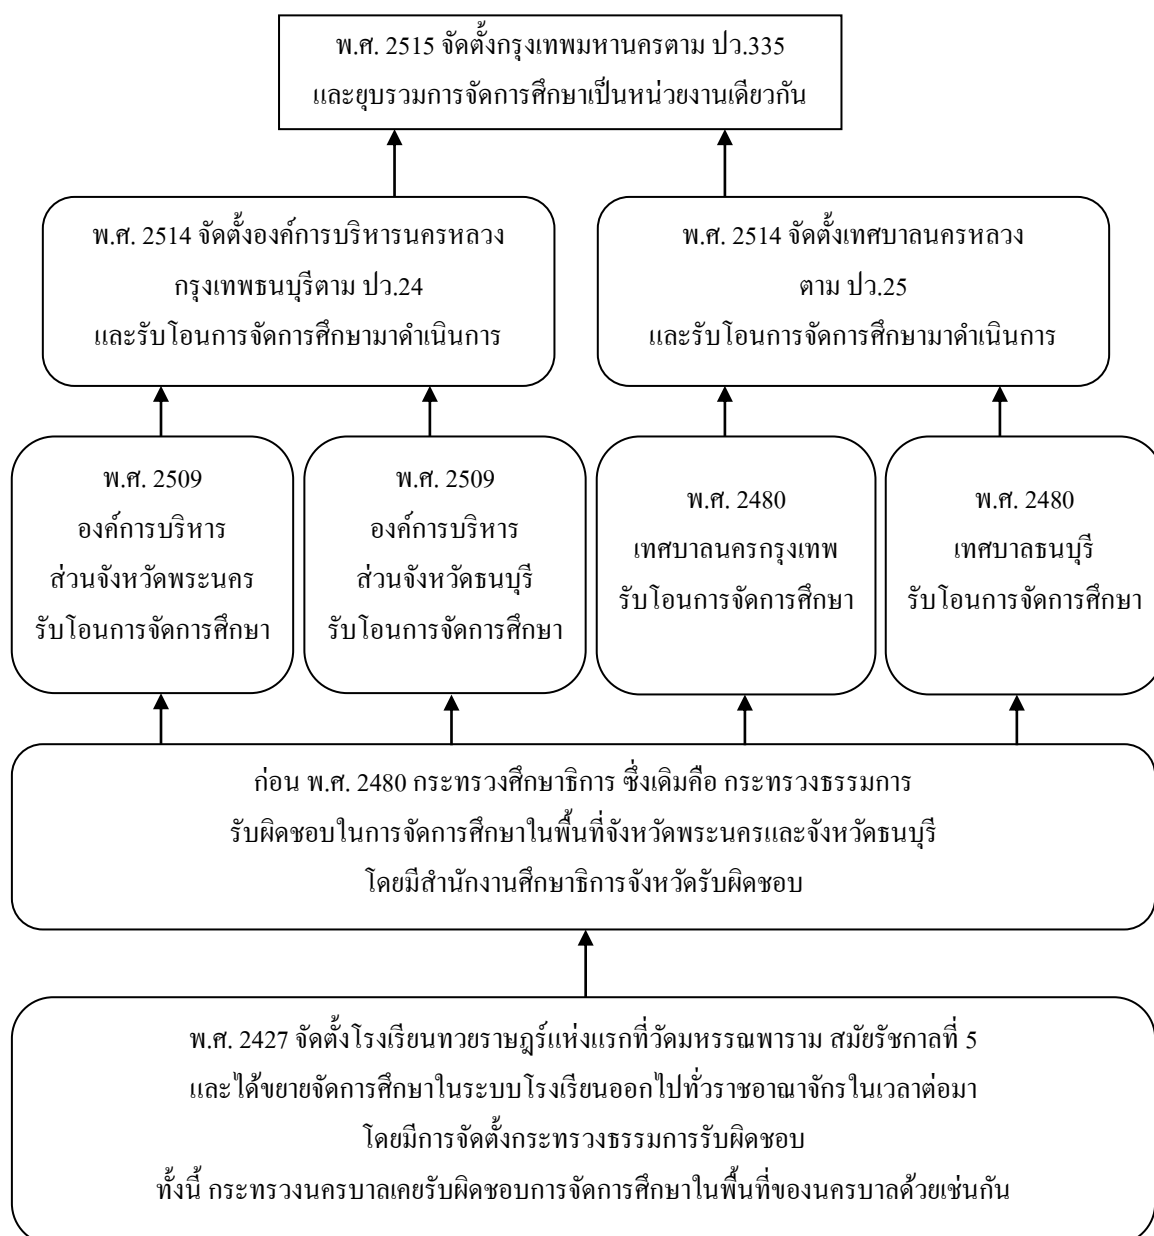 พ.ศ. 2515 จัดตั้งกรุงเทพมหานครตาม ปว.335
และยุบรวมการจัดการศึกษาเป็นหน่วยงานเดียวกัน
พ.ศ. 2514 จัดตั้งองค์การบริหารนครหลวง
กรุงเทพธนบุรีตาม ปว.24
และรับโอนการจัดการศึกษามาดำเนินการ
พ.ศ. 2514 จัดตั้งเทศบาลนครหลวง
ตาม ปว.25
และรับโอนการจัดการศึกษามาดำเนินการ
พ.ศ. 2509
องค์การบริหาร
ส่วนจังหวัดพระนคร
รับโอนการจัดการศึกษา
พ.ศ. 2509
องค์การบริหาร
ส่วนจังหวัดธนบุรี
รับโอนการจัดการศึกษา
พ.ศ. 2480
เทศบาลนครกรุงเทพ
รับโอนการจัดการศึกษา
พ.ศ. 2480
เทศบาลธนบุรี
รับโอนการจัดการศึกษา
ก่อน พ.ศ. 2480 กระทรวงศึกษาธิการ ซึ่งเดิมคือ กระทรวงธรรมการ
รับผิดชอบในการจัดการศึกษาในพื้นที่จังหวัดพระนครและจังหวัดธนบุรี
โดยมีสำนักงานศึกษาธิการจังหวัดรับผิดชอบ
พ.ศ. 2427 จัดตั้งโรงเรียนทวยราษฎร์แห่งแรกที่วัดมหรรณพาราม สมัยรัชกาลที่ 5
และได้ขยายจัดการศึกษาในระบบโรงเรียนออกไปทั่วราชอาณาจักรในเวลาต่อมา
โดยมีการจัดตั้งกระทรวงธรรมการรับผิดชอบ
ทั้งนี้ กระทรวงนครบาลเคยรับผิดชอบการจัดการศึกษาในพื้นที่ของนครบาลด้วยเช่นกัน